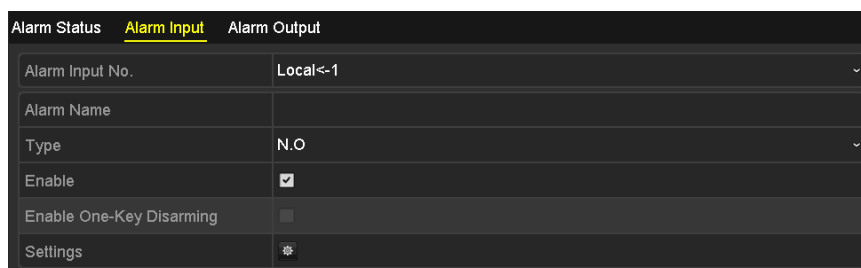 Alarm Status Alarm Input Alarm Output
Alarm Input No. Local<-1
Alarm Name
Type N.O
Enable
Enable One-Key Disarming
Settings